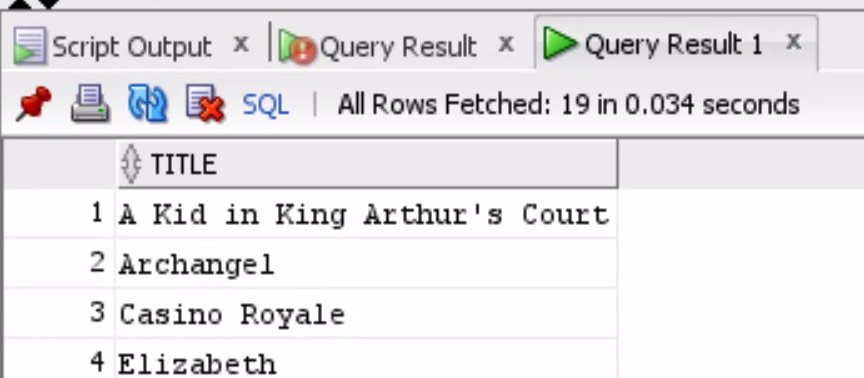 Script Output x Query Result x Query Result 1 x
SQL | All Rows Fetched: 19 in 0.034 seconds
TITLE
1 A Kid in King Arthur's Court
2 Archangel
3 Casino Royale
4 Elizabeth